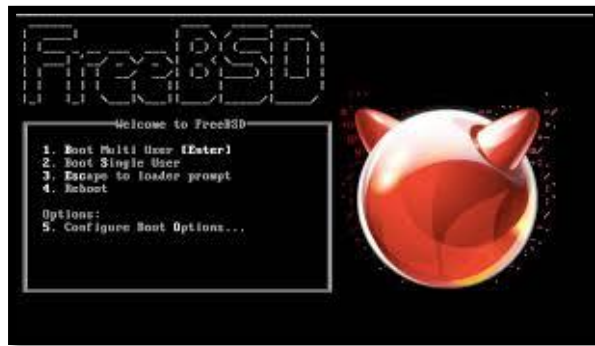 FreeBSD
Welcome to FreeBSD
1. Boot Multi User [Enter]
2. Boot Single User
3. Escape to loader prompt
4. Reboot
Options:
5. Configure Boot Options...